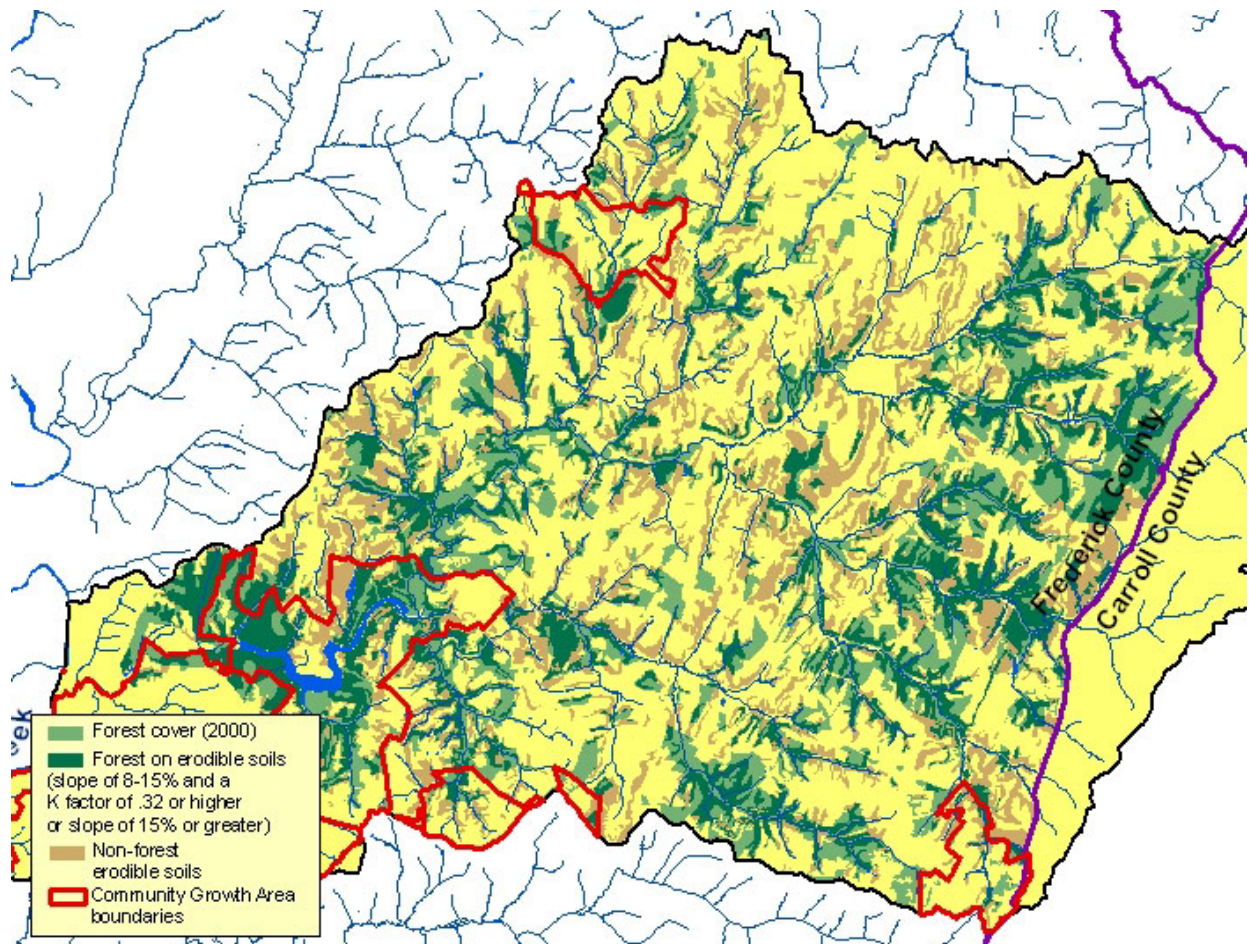 Frederick County
Carroll County
Forest cover (2000)
Forest on erodible soils
(slope of 8-15% and a
K factor of .32 or higher
or slope of 15% or greater)
Non-forest
erodible soils
Community Growth Area
boundaries